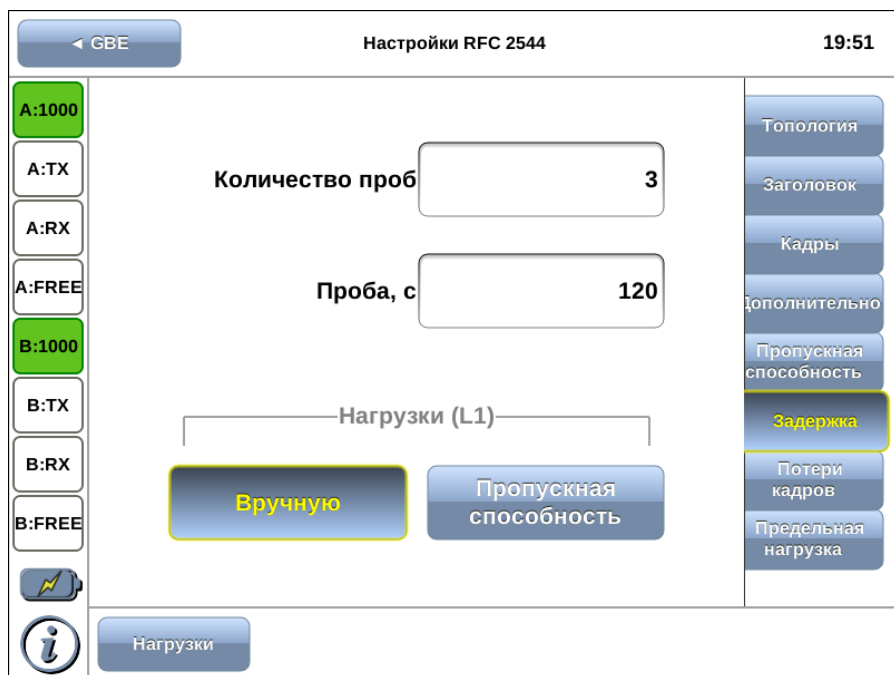 ◄ GBE
Настройки RFC 2544
19:51
A:1000
A:TX
A:RX
A:FREE
B:1000
B:TX
B:RX
B:FREE
Количество проб
3
Проба, с
120
Нагрузки (L1)
Вручную
Пропускная
способность
Топология
Заголовок
Кадры
Дополнительно
Пропускная
способность
Задержка
Потери
кадров
Предельная
нагрузка
i
Нагрузки